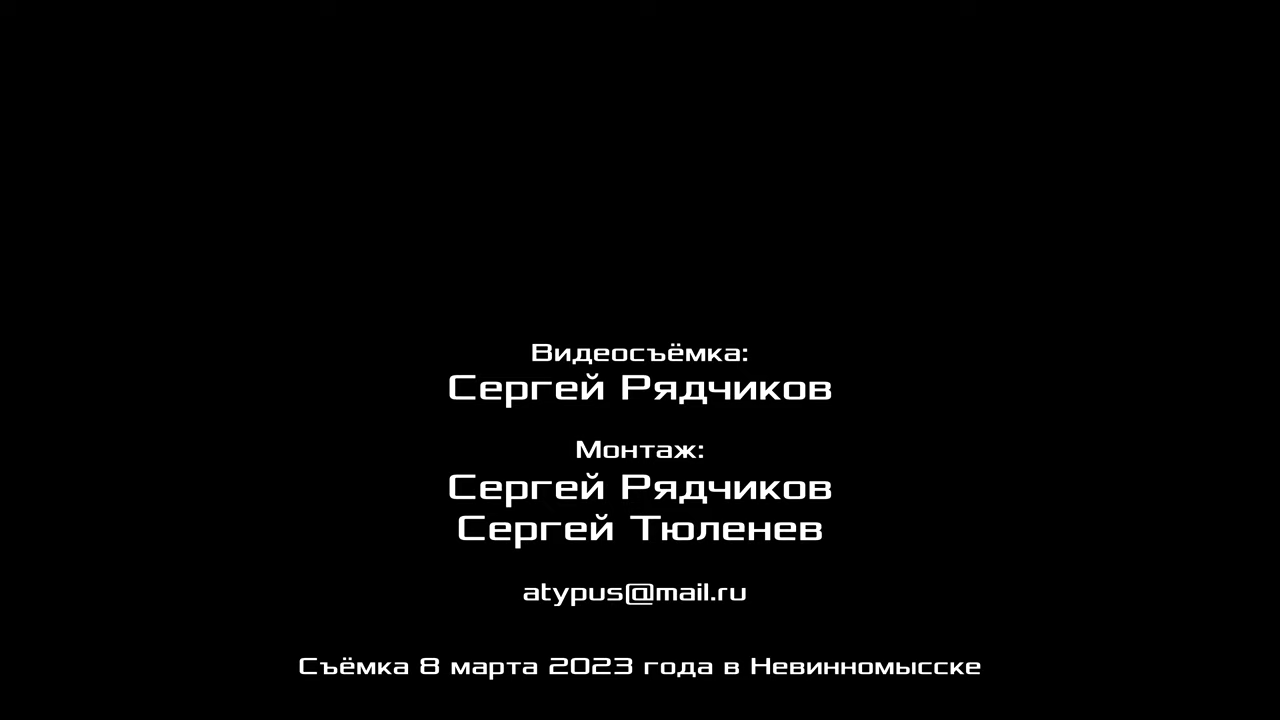 Видеосъёмка:
Сергей Рядчиков
Монтаж:
Сергей Рядчиков
Сергей Тюленев
atypus@mail.ru
Съёмка 8 марта 2023 года в Невинномысске